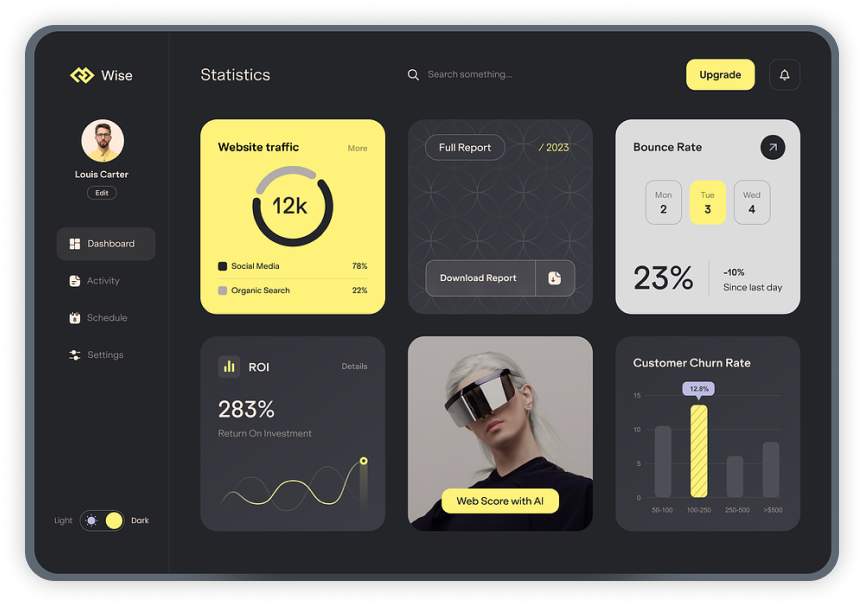 Wise
Statistics
Search something...
Upgrade
Louis Carter
Edit
Dashboard
Activity
8
Schedule
Settings
Light
Dark
Website traffic
More
12k
Social Media
78%
Organic Search
22%
Full Report
/ 2023
Download Report
Bounce Rate
Mon
2
Tue
3
Wed
4
23%
-10%
Since last day
ROI
Details
283%
Return On Investment
Web Score with AI
Customer Churn Rate
12.8%
15
10
5
0
50-100
100-250
250-500
>$500